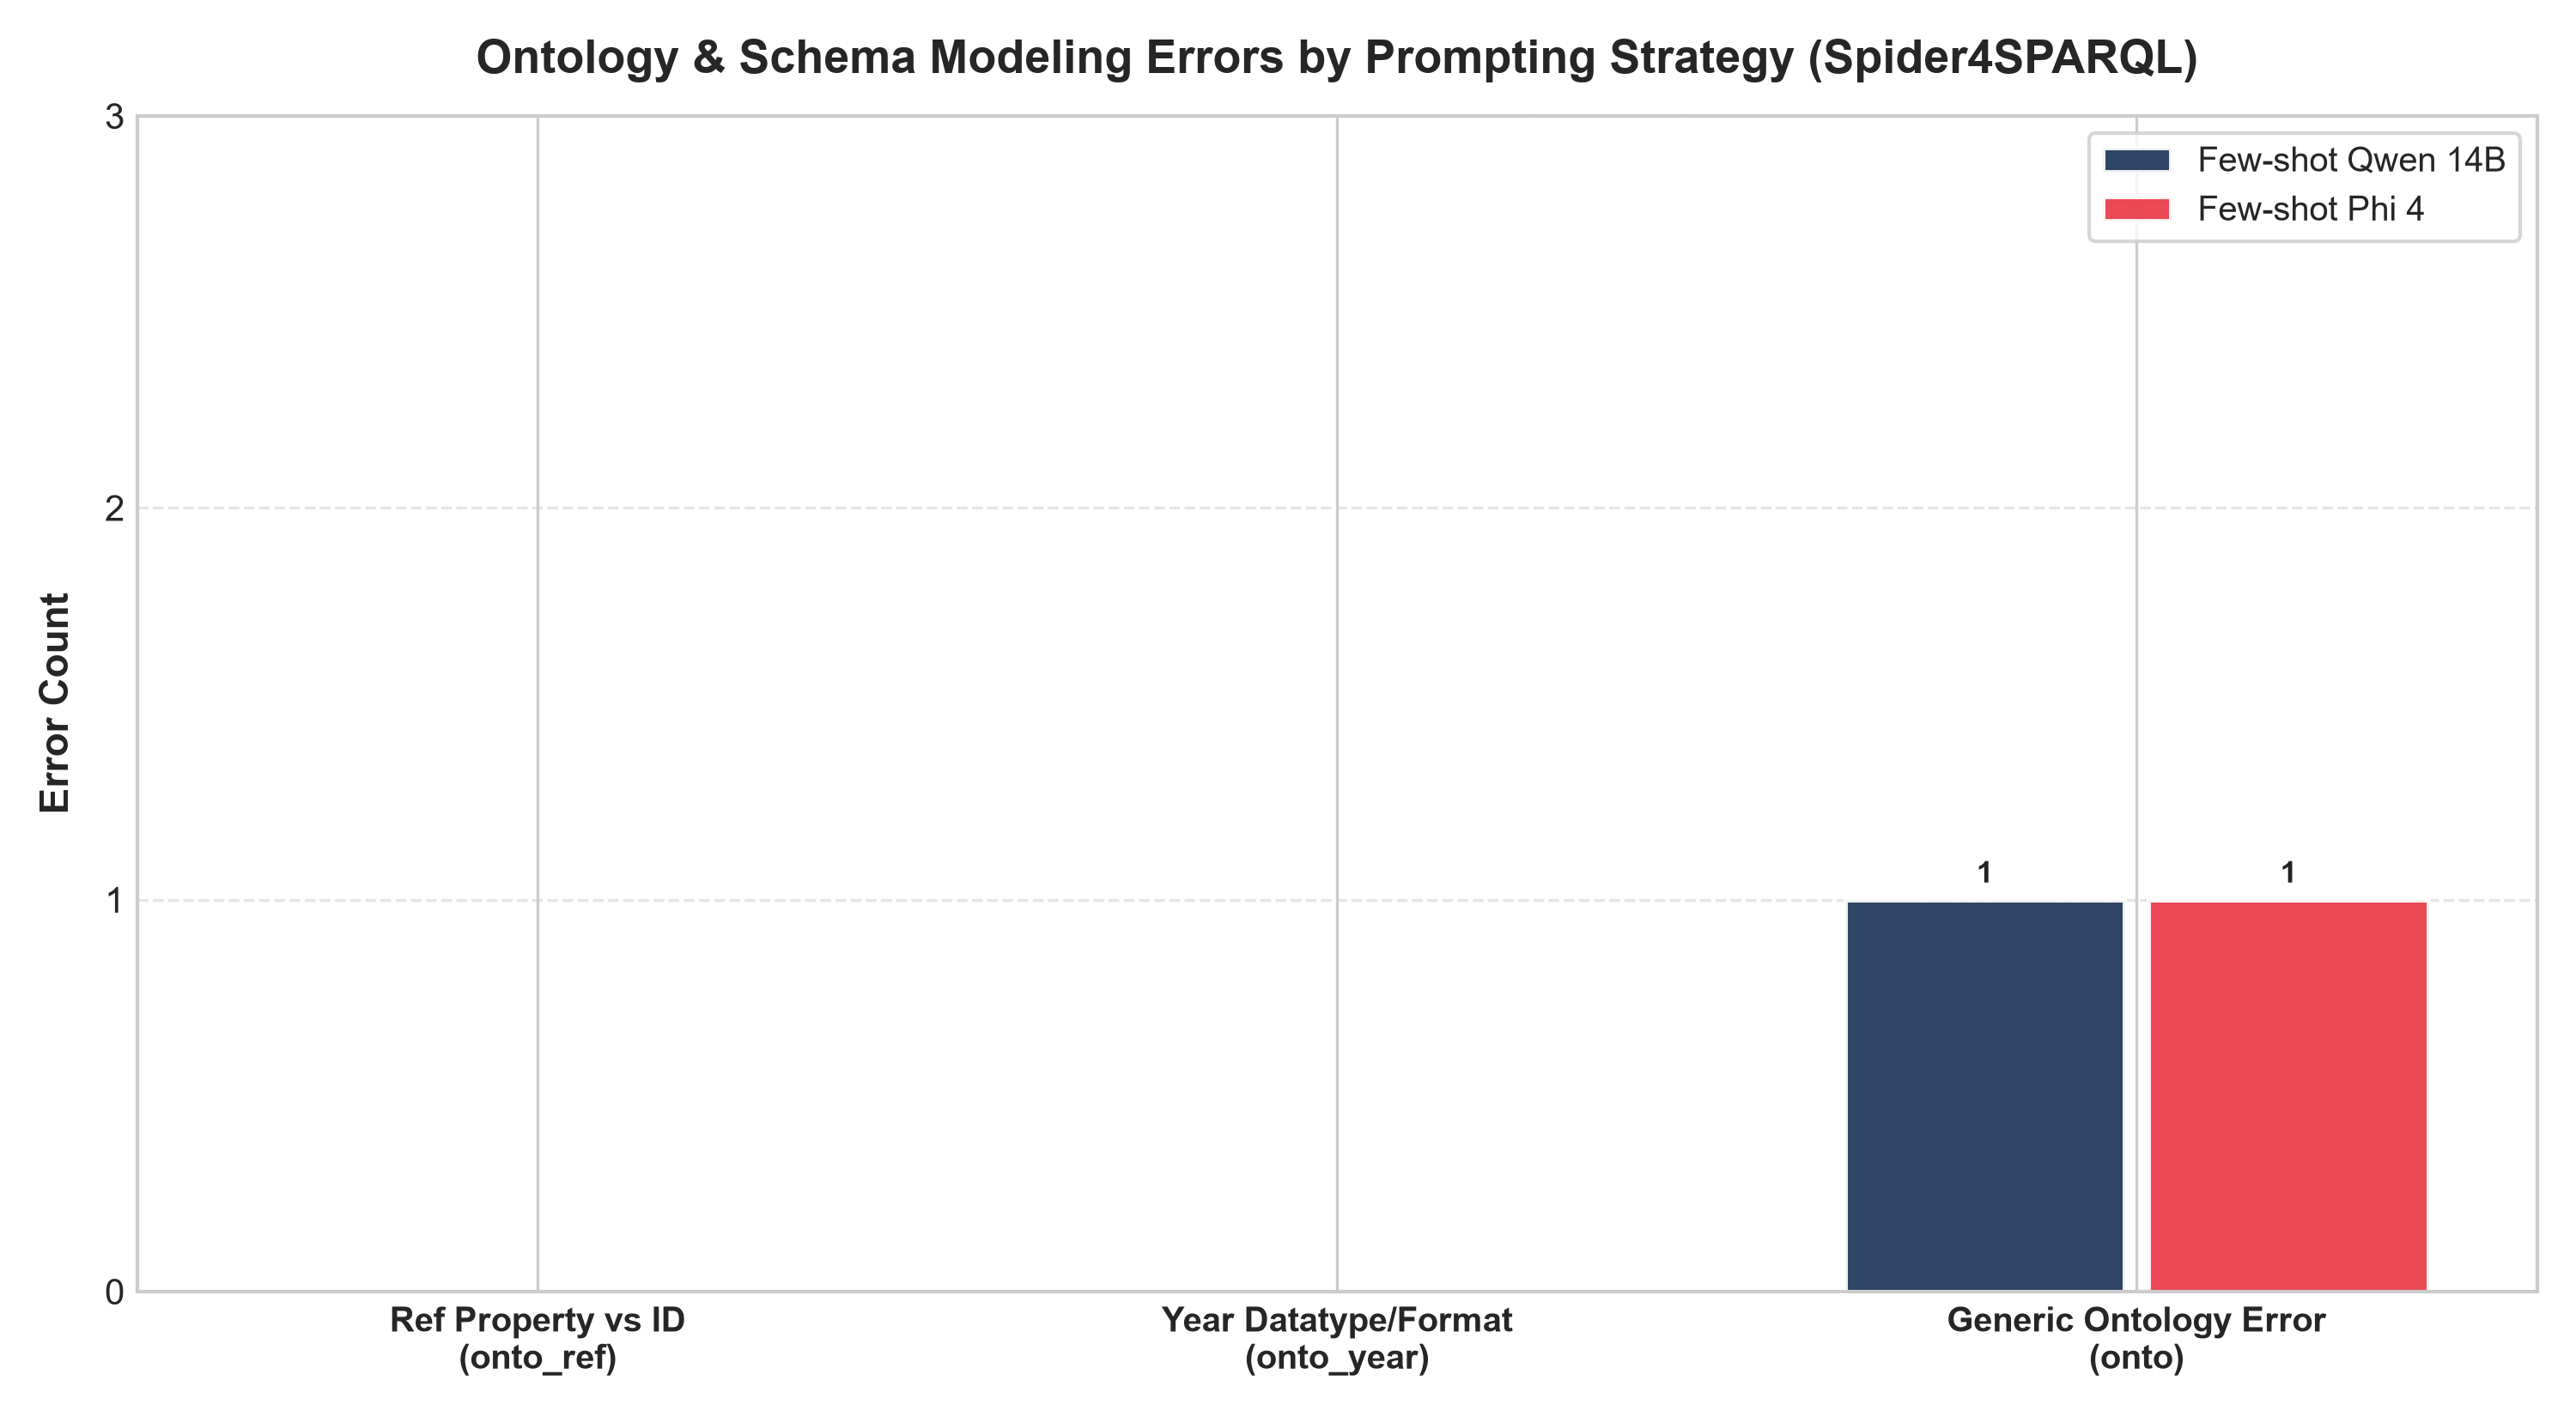 Ontology & Schema Modeling Errors by Prompting Strategy (Spider4SPARQL)
3
Few-shot Qwen 14B
Few-shot Phi 4
2
Error Count
1
1
1
0
Ref Property vs ID
(onto_ref)
Year Datatype/Format
(onto_year)
Generic Ontology Error
(onto)